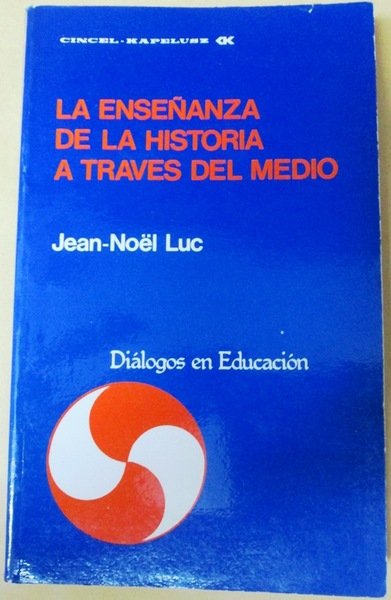 CINCEL-KAPELUSZ CK
LA ENSEÑANZA
DE LA HISTORIA
A TRAVES DEL MEDIO
Jean-Noël Luc
Diálogos en Educación